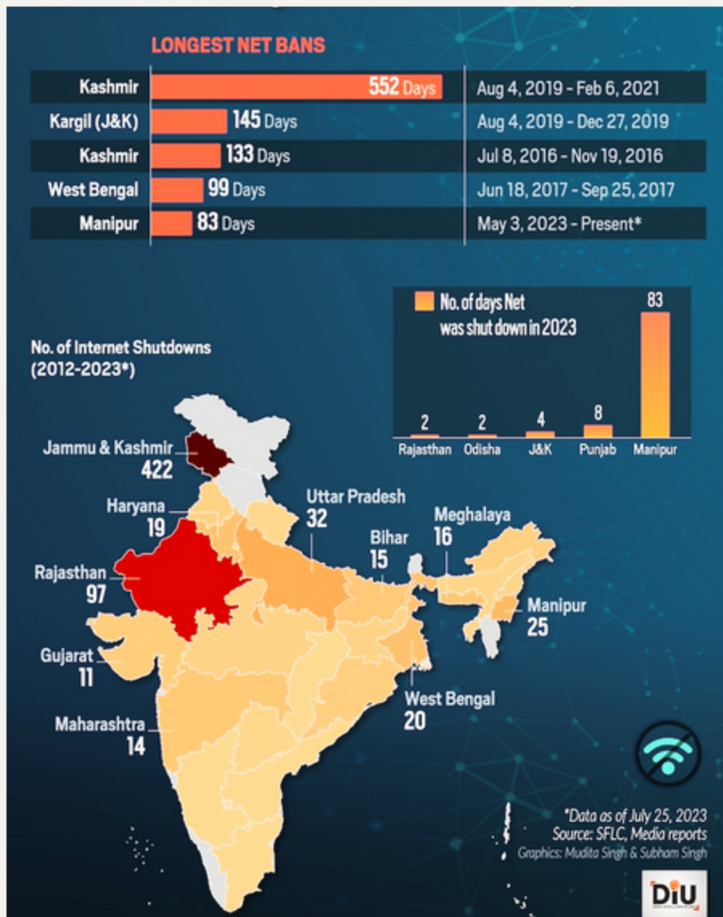 LONGEST NET BANS
Kashmir 552 Days Aug 4, 2019 - Feb 6, 2021
Kargil (J&K) 145 Days Aug 4, 2019 - Dec 27, 2019
Kashmir 133 Days Jul 8, 2016 - Nov 19, 2016
West Bengal 99 Days Jun 18, 2017 - Sep 25, 2017
Manipur 83 Days May 3, 2023 - Present*
No. of days Net
was shut down in 2023
83
2 2 4 8
Rajasthan Odisha J&K Punjab Manipur
No. of Internet Shutdowns
(2012-2023*)
Jammu & Kashmir
422
Haryana
19
Uttar Pradesh
32
Bihar
15
Meghalaya
16
Rajasthan
97
Manipur
25
Gujarat
11
West Bengal
20
Maharashtra
14
*Data as of July 25, 2023
Source: SFLC, Media reports
Graphics: Mudita Singh & Subham Singh
DiU